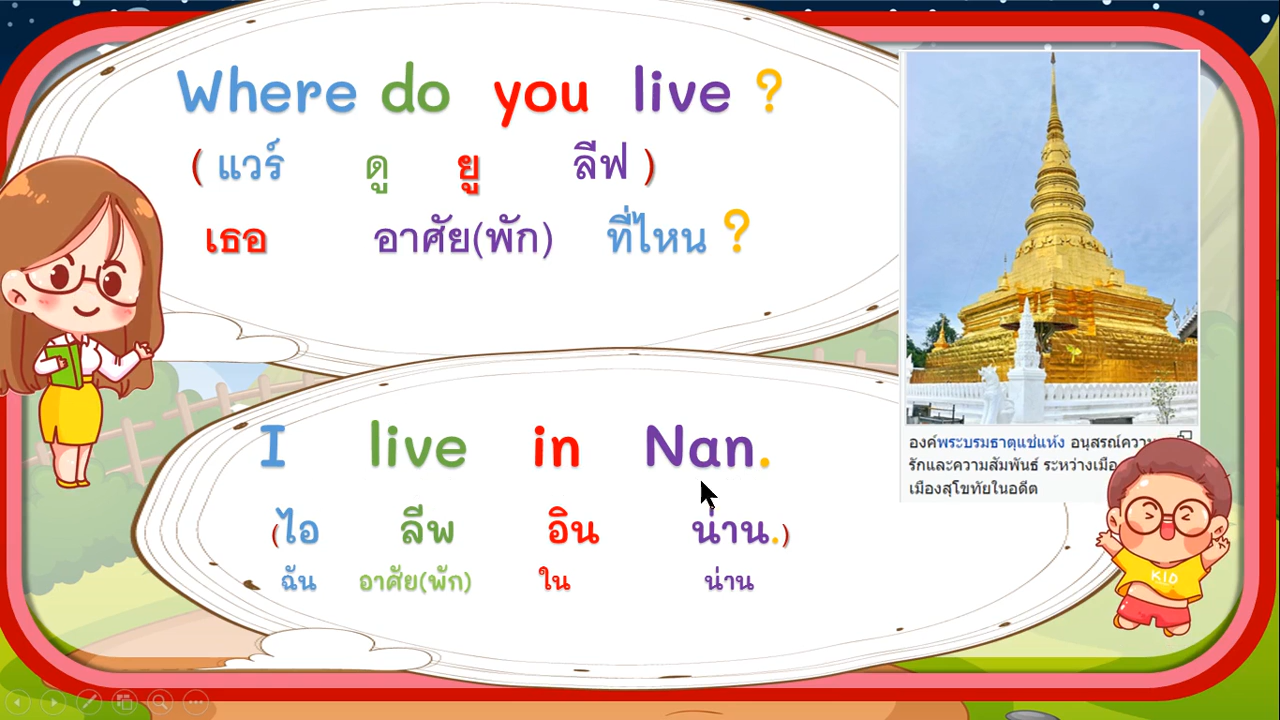 Where do you live ?
( แวร์ ดู ยู ลีฟ )
เธอ อาศัย(พัก) ที่ไหน ?
I live in Nan.
(ไอ ลีพ อิน น่าน.)
ฉัน อาศัย(พัก) ใน น่าน
องค์พระบรมธาตุแช่แห้ง อนุสรณ์ความ
รักและความสัมพันธ์ ระหว่างเมือง
เมืองสุโขทัยในอดีต
KID